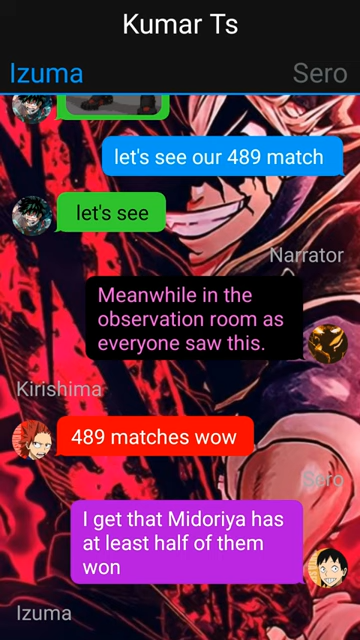 Kumar Ts
Izuma
Sero
let's see our 489 match
let's see
Narrator
Meanwhile in the
observation room as
everyone saw this.
Kirishima
489 matches wow
Sero
I get that Midoriya has
at least half of them
won
Izuma